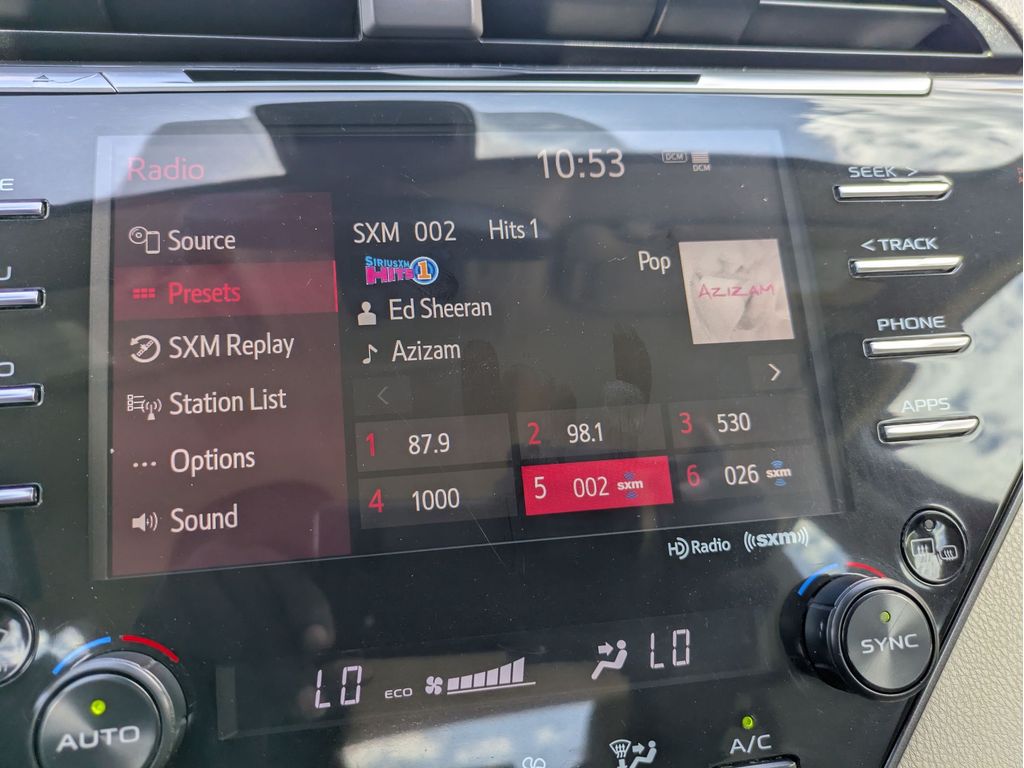 Radio
10:53
DCM
DCM
Source
Presets
SXM Replay
Station List
Options
Sound
SXM 002 Hits 1
SIRIUSXM
HITS 1
Pop
AZIZAM
Ed Sheeran
Azizam
<
>
1 87.9
2 98.1
3 530
4 1000
5 002 sxm
6 026 sxm
HD Radio ((sxm))
SEEK >
< TRACK
PHONE
APPS
LO
ECO
LO
AUTO
SYNC
A/C